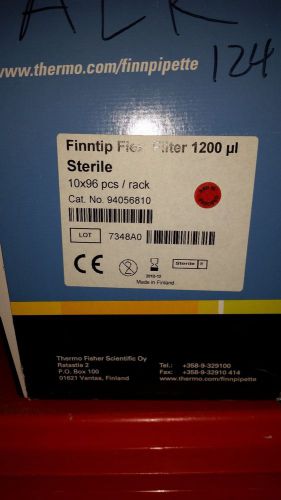 ALK
www.thermo.com/finnpipette
124
Finntip Flex Filter 1200 µl
Sterile
10x96 pcs / rack
Cat. No. 94056810
LOT 7348A0
CE
Sterile R
Made in Finland
Thermo Fisher Scientific Oy
Ratastie 2
P.O. Box 100
01621 Vantaa, Finland
Tel.: +358-9-329100
Fax: +358-9-32910 414
www.thermo.com/finnpipette